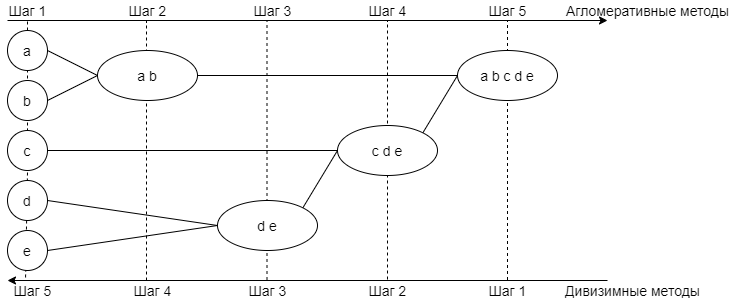 Шаг 1 Шаг 2 Шаг 3 Шаг 4 Шаг 5 Агломеративные методы
a
a b
a b c d e
b
c
c d e
d
d e
e
Шаг 5 Шаг 4 Шаг 3 Шаг 2 Шаг 1 Дивизимные методы